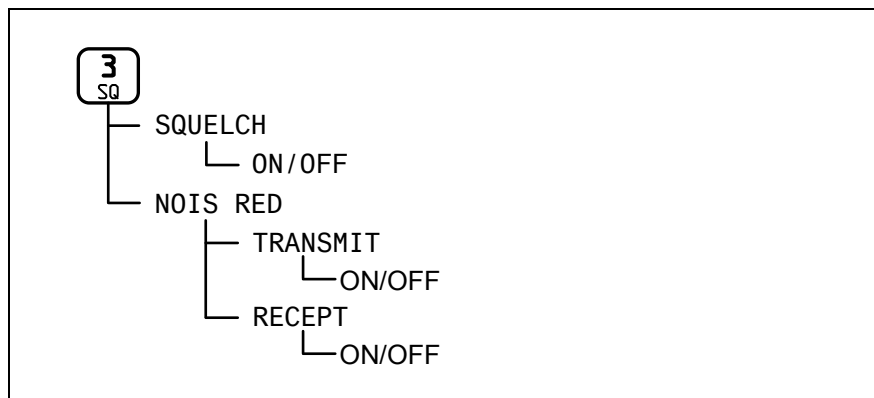 3
SQ
SQUELCH
ON/OFF
NOIS RED
TRANSMIT
ON/OFF
RECEPT
ON/OFF